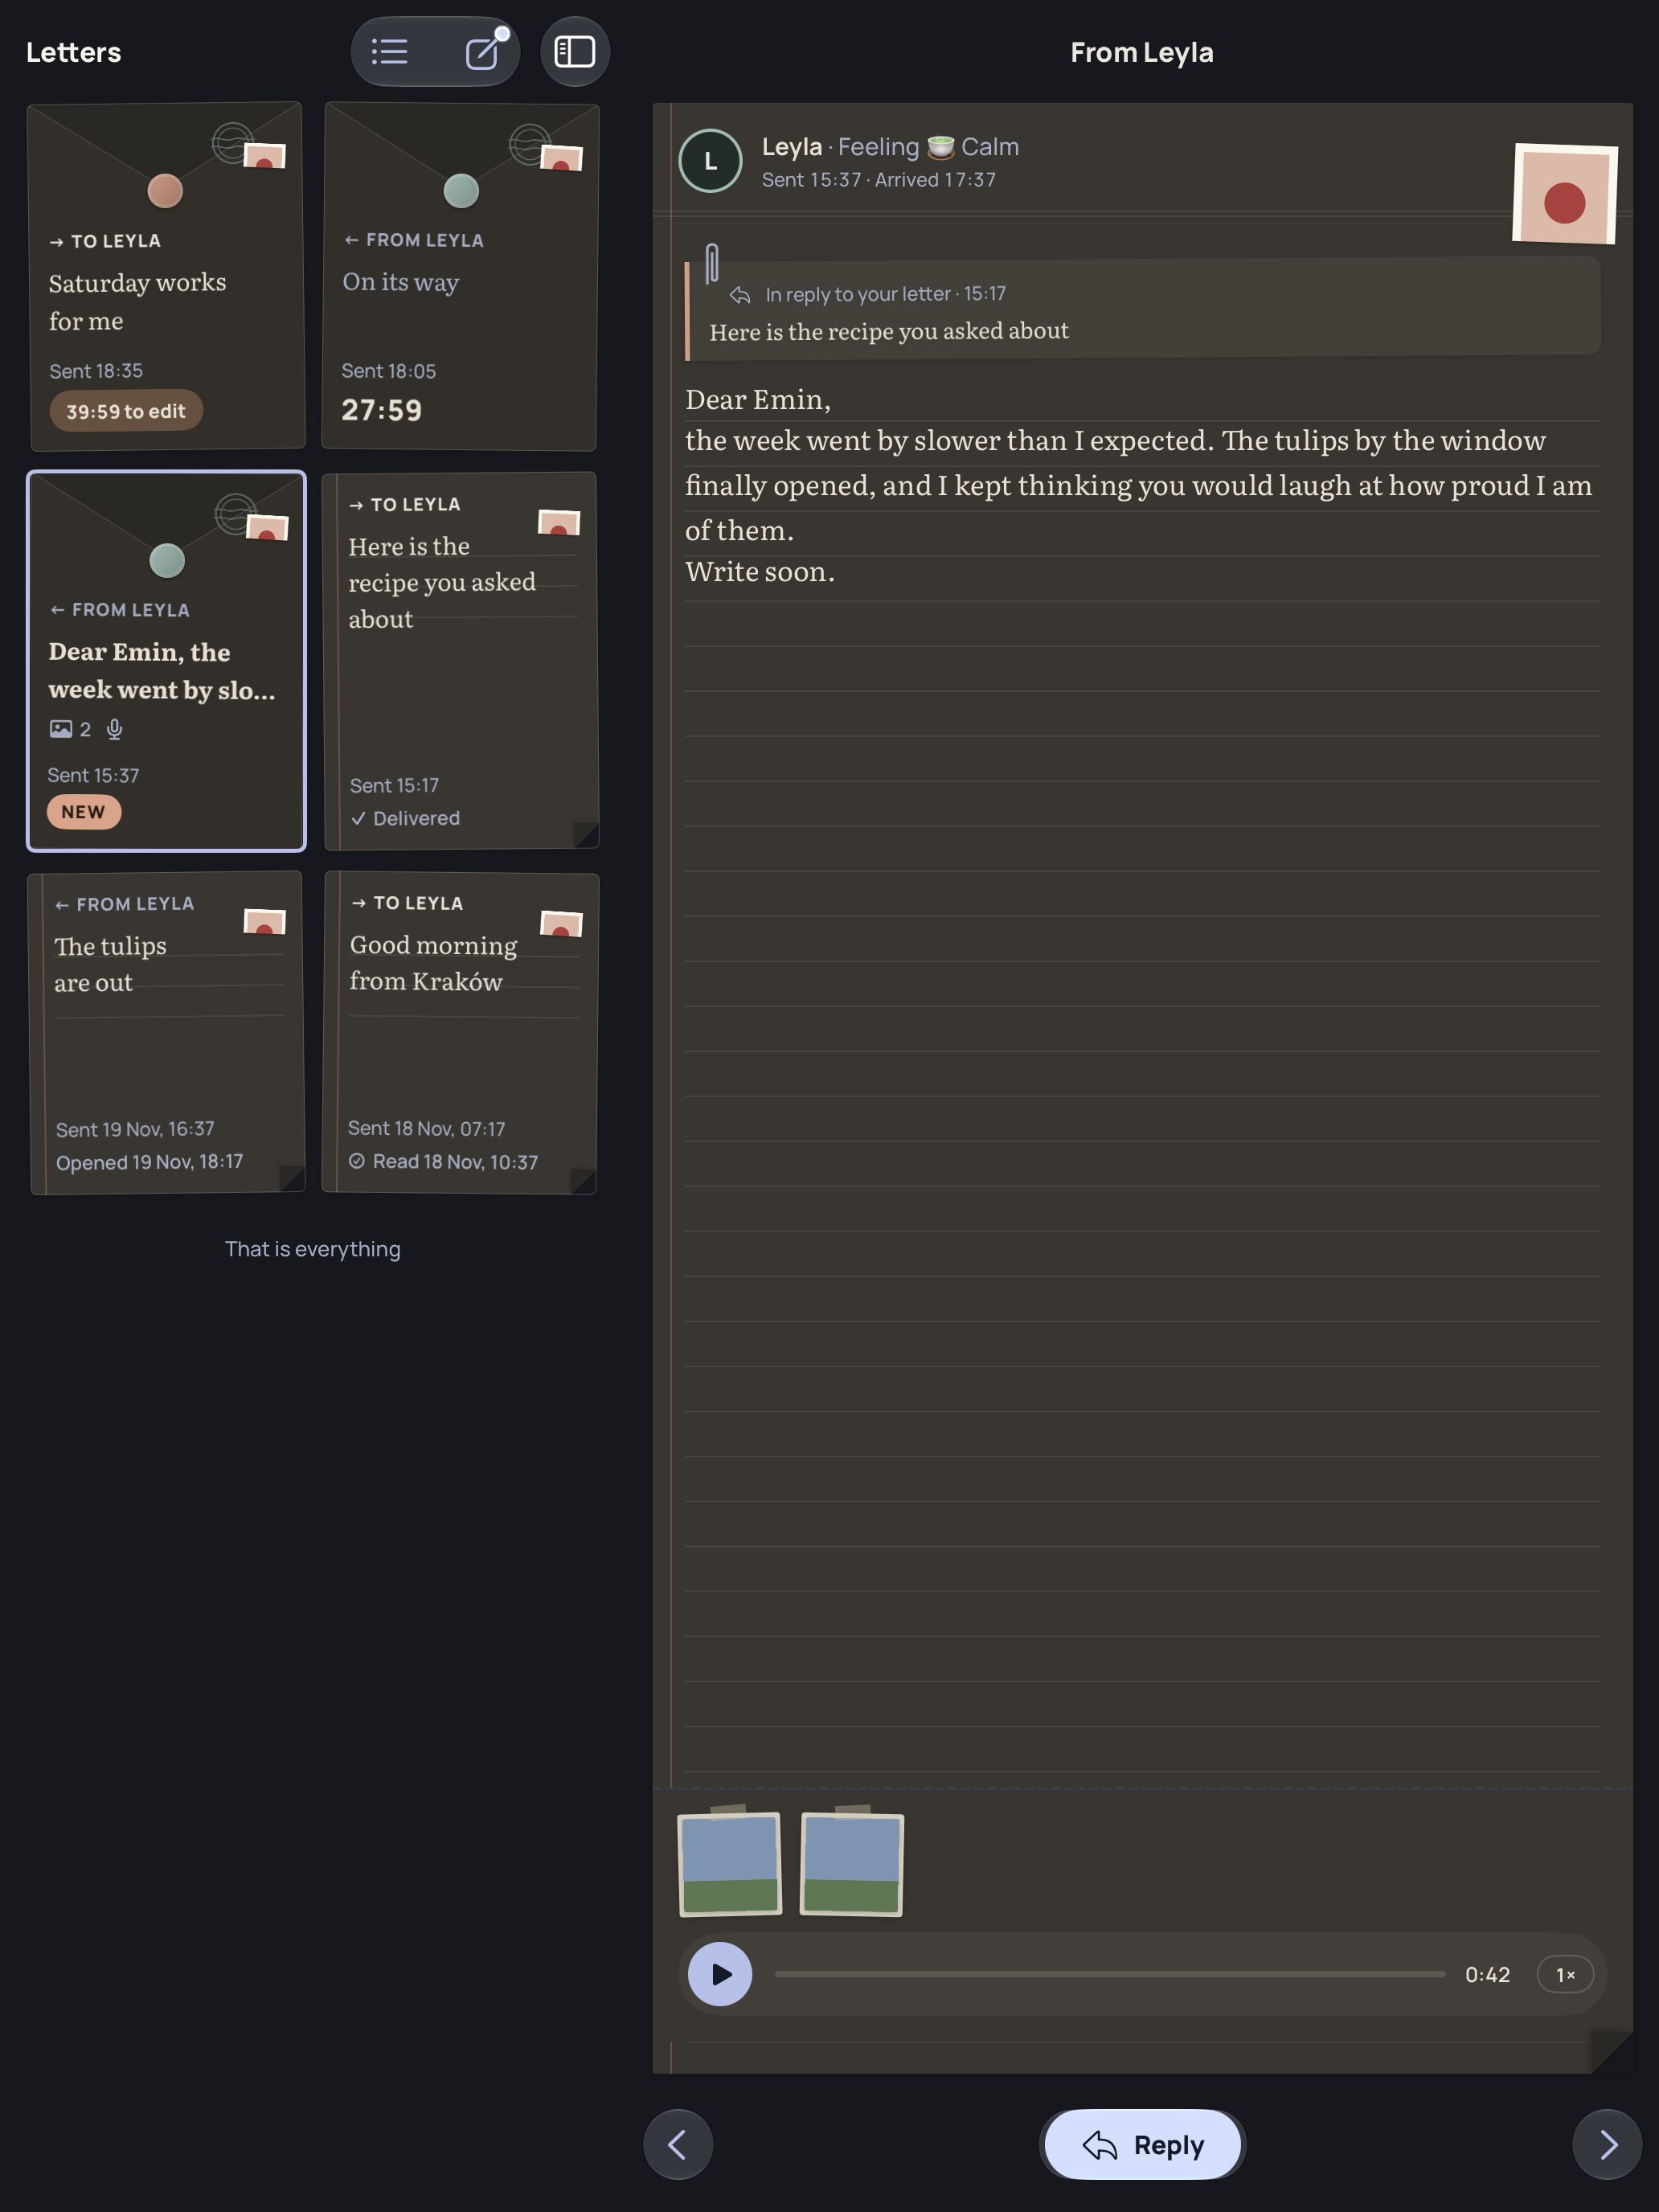 Letters
→ TO LEYLA
Saturday works
for me
Sent 18:35
39:59 to edit
← FROM LEYLA
On its way
Sent 18:05
27:59
← FROM LEYLA
Dear Emin, the
week went by slo...
2
Sent 15:37
NEW
→ TO LEYLA
Here is the
recipe you asked
about
Sent 15:17
✓ Delivered
← FROM LEYLA
The tulips
are out
Sent 19 Nov, 16:37
Opened 19 Nov, 18:17
→ TO LEYLA
Good morning
from Kraków
Sent 18 Nov, 07:17
Read 18 Nov, 10:37
That is everything
From Leyla
L
Leyla · Feeling 🍵 Calm
Sent 15:37 · Arrived 17:37
In reply to your letter · 15:17
Here is the recipe you asked about
Dear Emin,
the week went by slower than I expected. The tulips by the window
finally opened, and I kept thinking you would laugh at how proud I am
of them.
Write soon.
0:42
1×
Reply